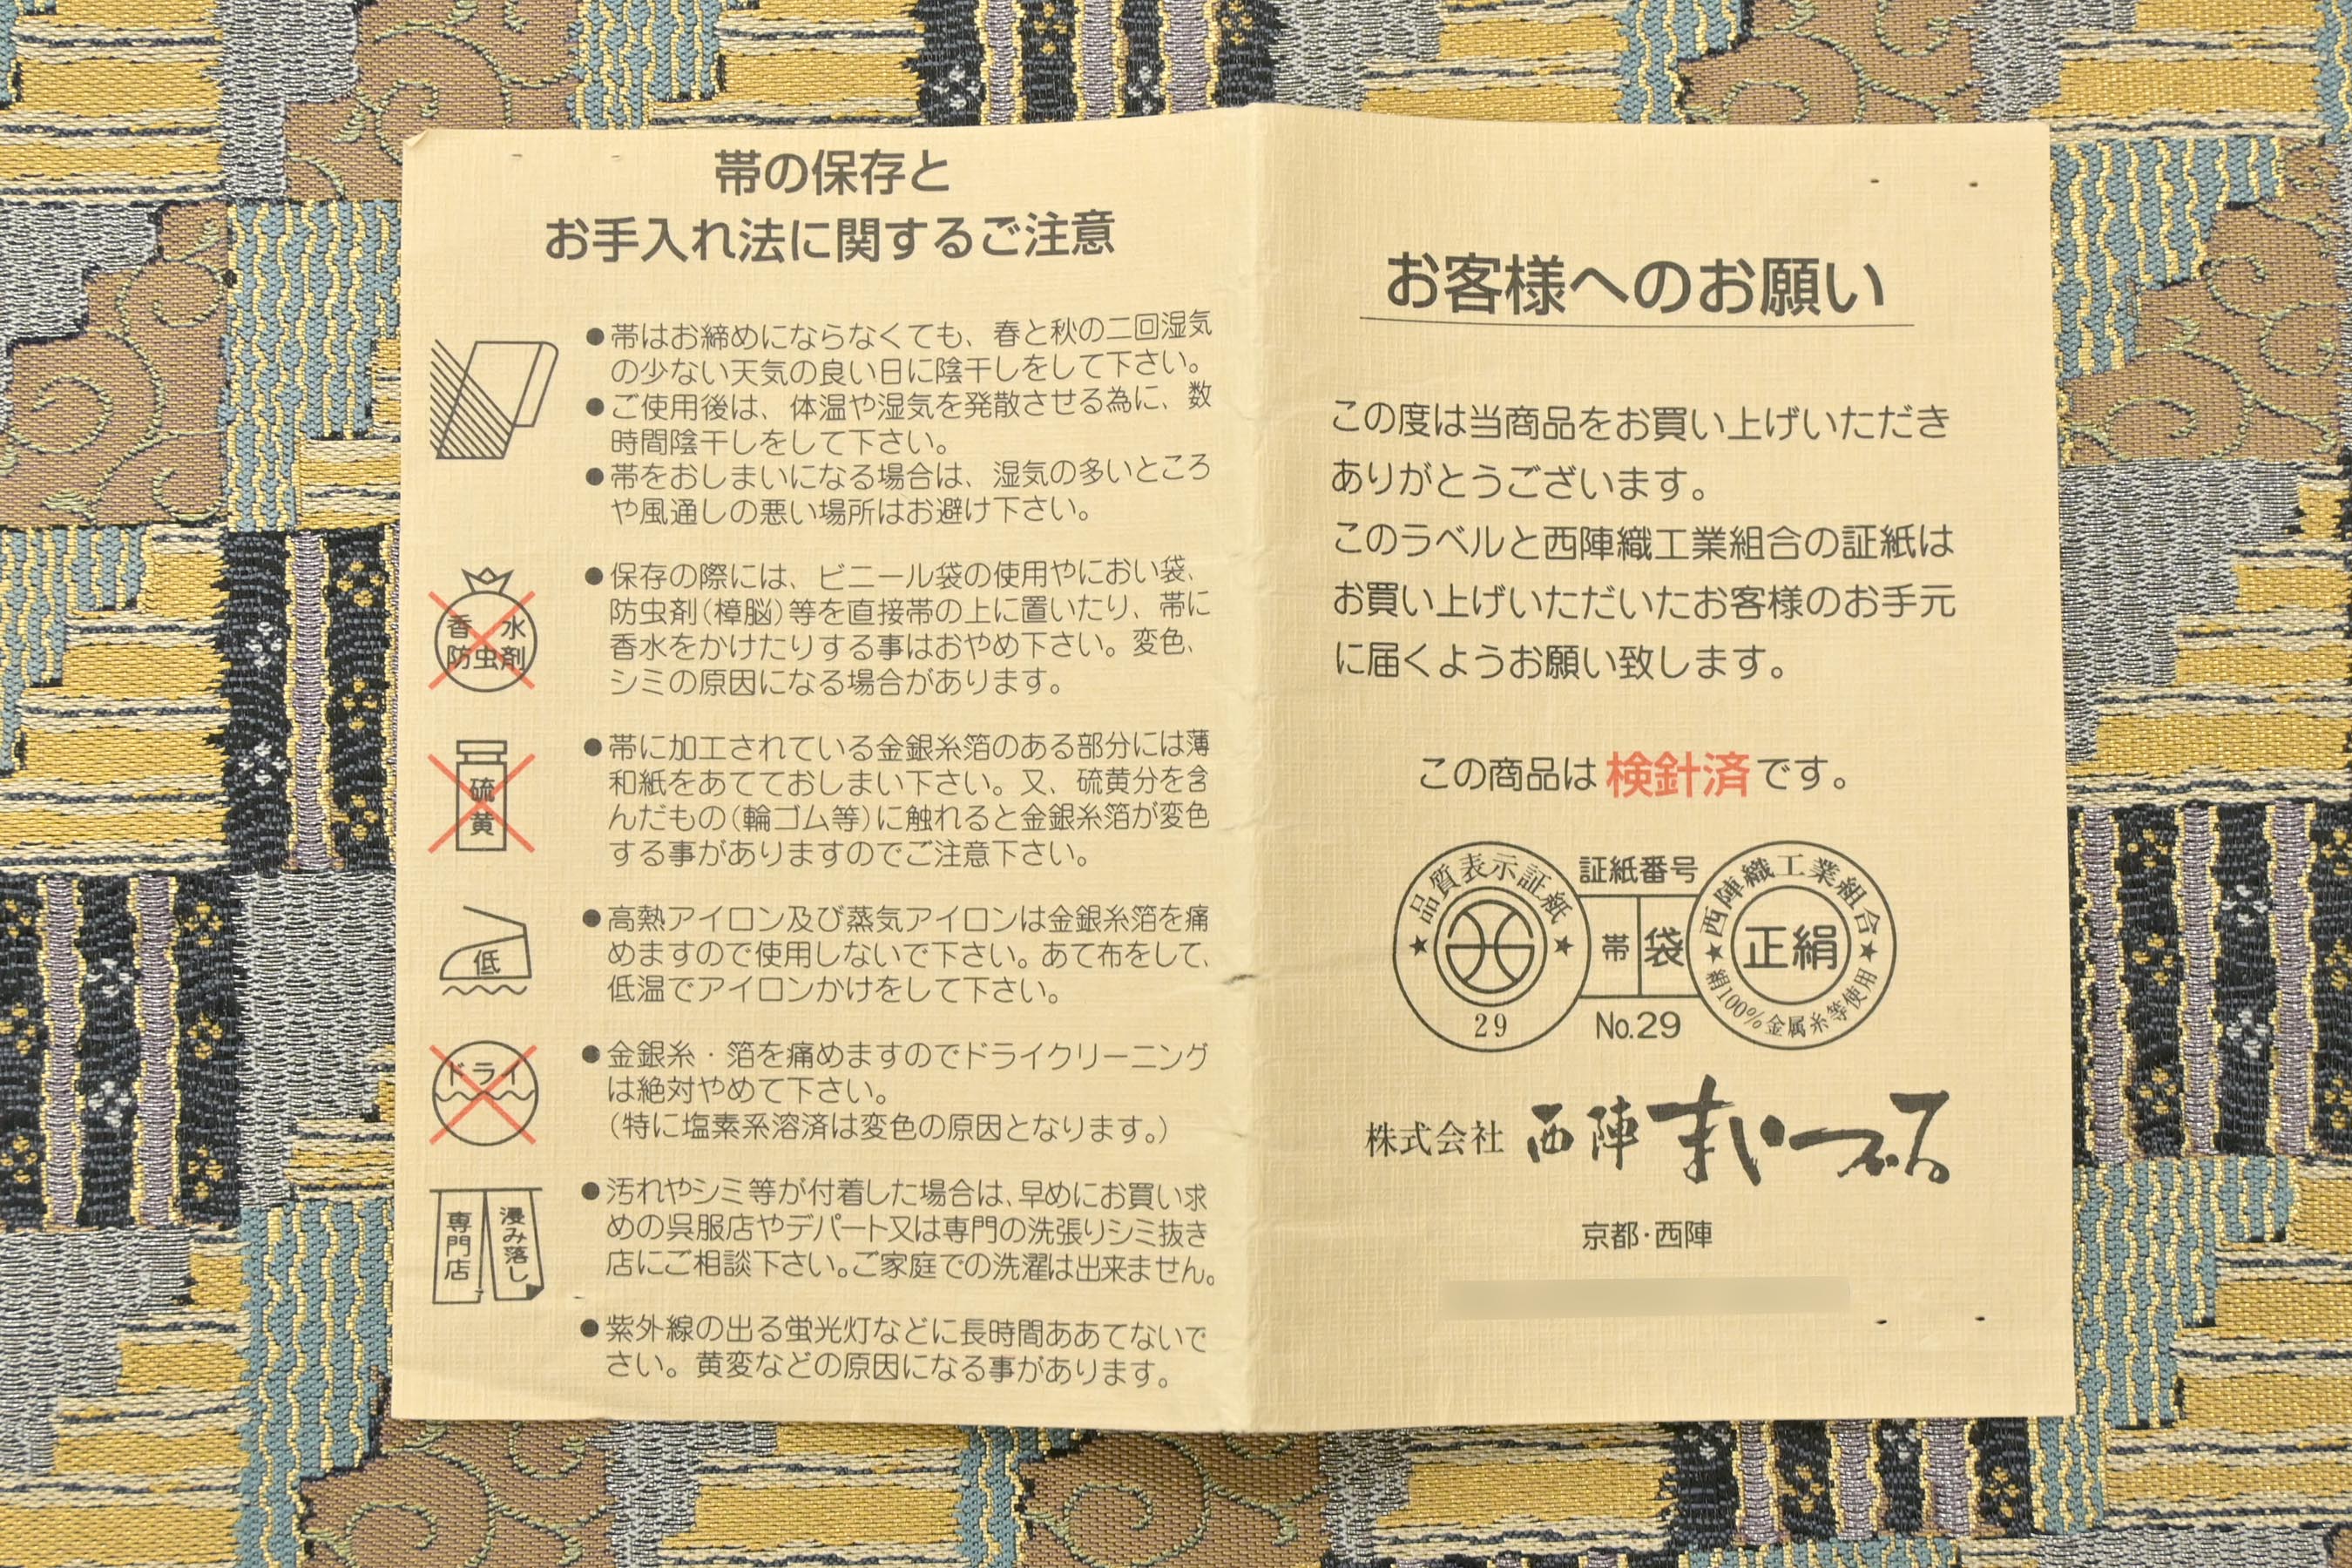 帯の保存と
お手入れ法に関するご注意
●帯はお締めにならなくても、春と秋の二回湿気
の少ない天気の良い日に陰干しをして下さい。
●ご使用後は、体温や湿気を発散させる為に、数
時間陰干しをして下さい。
●帯をおしまいになる場合は、湿気の多いところ
や風通しの悪い場所はお避け下さい。
香水
防虫剤
●保存の際には、ビニール袋の使用やにおい袋、
防虫剤(樟脳)等を直接帯の上に置いたり、帯に
香水をかけたりする事はおやめ下さい。変色、
シミの原因になる場合があります。
硫黄
●帯に加工されている金銀糸箔のある部分には薄
和紙をあてておしまい下さい。又、硫黄分を含
んだもの(輪ゴム等)に触れると金銀糸箔が変色
する事がありますのでご注意下さい。
低
●高熱アイロン及び蒸気アイロンは金銀糸箔を痛
めますので使用しないで下さい。あて布をして、
低温でアイロンかけをして下さい。
ドライ
●金銀糸・箔を痛めますのでドライクリーニング
は絶対やめて下さい。
(特に塩素系溶済は変色の原因となります。)
専門店
浸み落し
●汚れやシミ等が付着した場合は、早めにお買い求
めの呉服店やデパート又は専門の洗張りシミ抜き
店にご相談下さい。ご家庭での洗濯は出来ません。
●紫外線の出る蛍光灯などに長時間ああてないで
さい。黄変などの原因になる事があります。
お客様へのお願い
この度は当商品をお買い上げいただき
ありがとうございます。
このラベルと西陣織工業組合の証紙は
お買い上げいただいたお客様のお手元
に届くようお願い致します。
この商品は検針済です。
★品質表示証紙★
29
証紙番号
帯 袋
No.29
★西陣織工業組合★
正絹
絹100%金属糸等使用
株式会社 西陣まいづる
京都・西陣